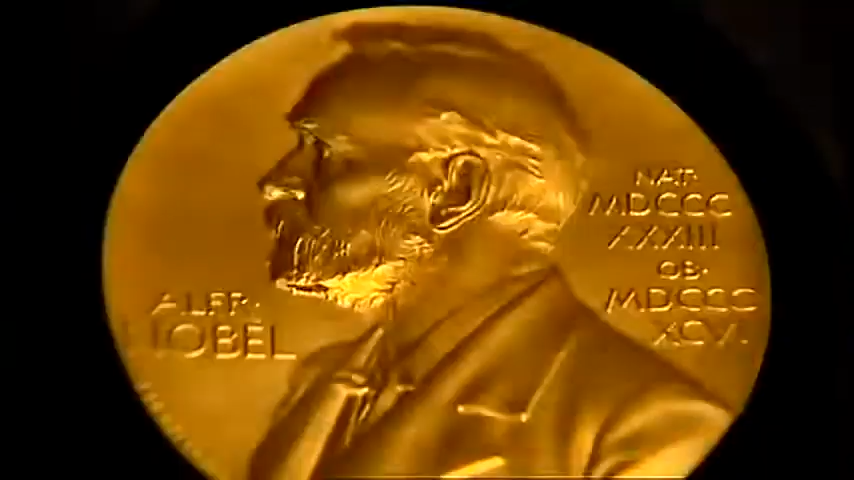 ALFR·
NOBEL
NAT·
MDCCC
XXXIII
OB·
MDCCC
XCVI